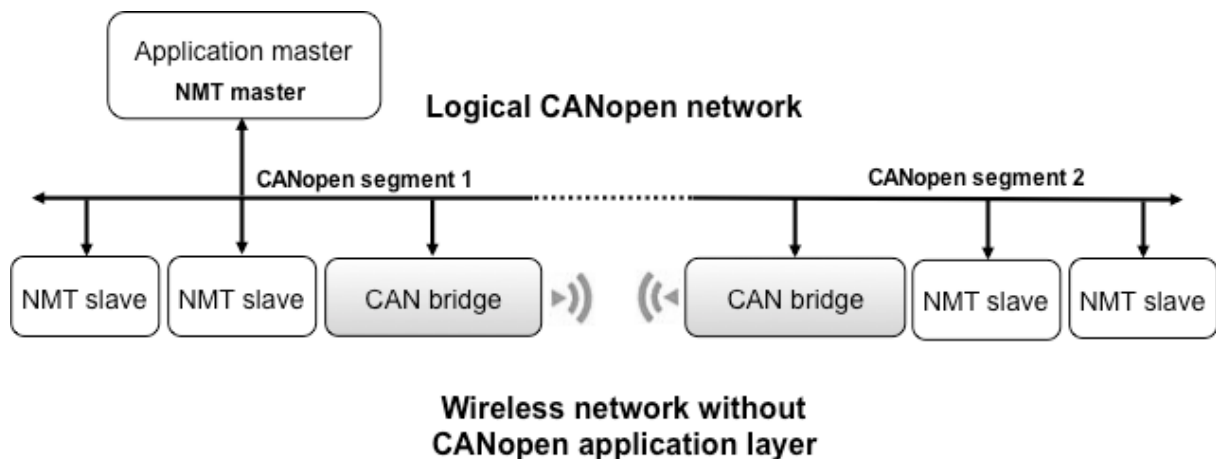 Application master
NMT master
Logical CANopen network
CANopen segment 1
CANopen segment 2
NMT slave
NMT slave
CAN bridge
CAN bridge
NMT slave
NMT slave
Wireless network without
CANopen application layer